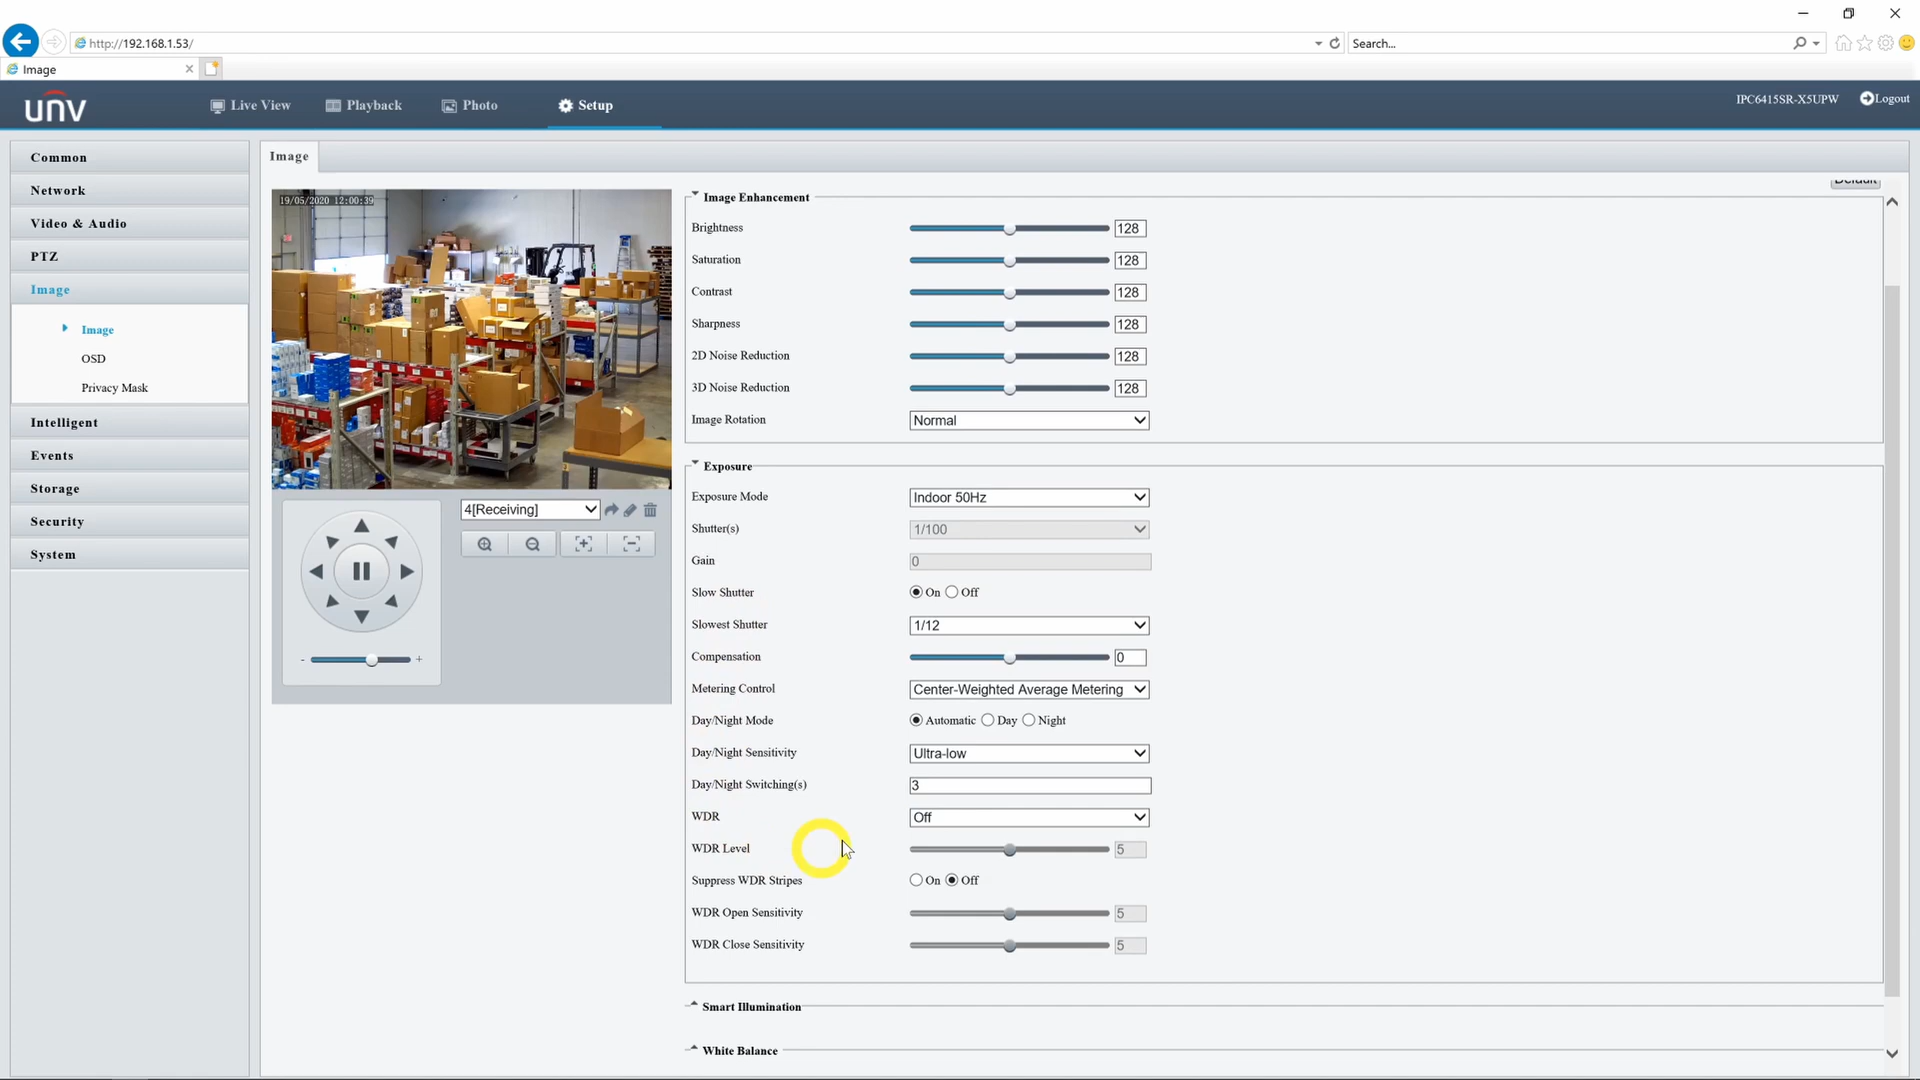 http://192.168.1.53/
Search...
Image
unv
Live View
Playback
Photo
Setup
IPC6415SR-X5UPW
Logout
Common
Network
Video & Audio
PTZ
Image
Image
OSD
Privacy Mask
Intelligent
Events
Storage
Security
System
Image
19/05/2020 12:00:39
4[Receiving]
- +
Default
Image Enhancement
Brightness 128
Saturation 128
Contrast 128
Sharpness 128
2D Noise Reduction 128
3D Noise Reduction 128
Image Rotation Normal
Exposure
Exposure Mode Indoor 50Hz
Shutter(s) 1/100
Gain 0
Slow Shutter On Off
Slowest Shutter 1/12
Compensation 0
Metering Control Center-Weighted Average Metering
Day/Night Mode Automatic Day Night
Day/Night Sensitivity Ultra-low
Day/Night Switching(s) 3
WDR Off
WDR Level 5
Suppress WDR Stripes On Off
WDR Open Sensitivity 5
WDR Close Sensitivity 5
Smart Illumination
White Balance